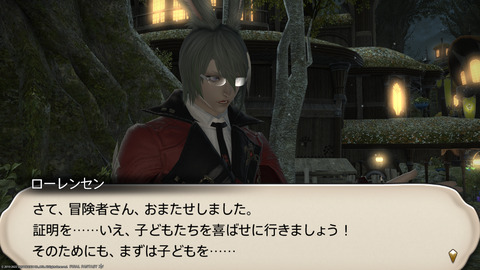 ローレンセン
さて、冒険者さん、おまたせしました。
証明を……いえ、子どもたちを喜ばせに行きましょう！
そのためにも、まずは子どもを……